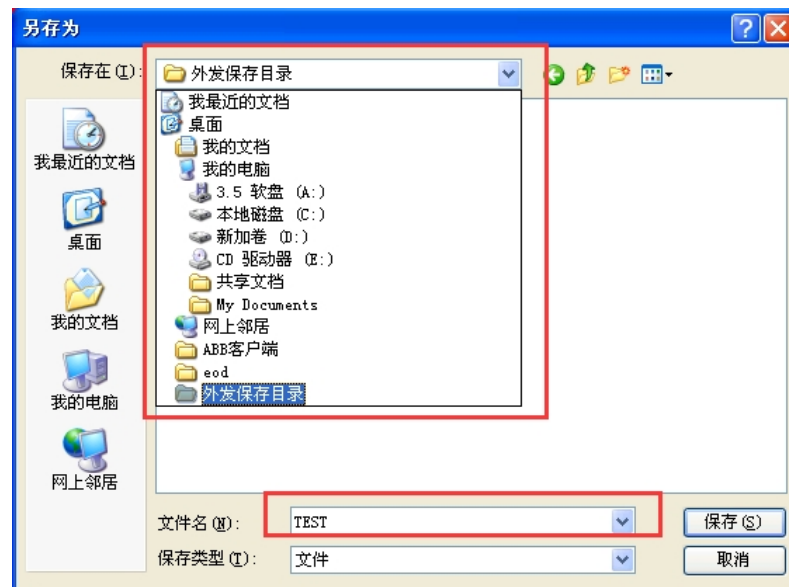 另存为
保存在(I):
外发保存目录
我最近的文档
桌面
我的文档
我的电脑
3.5 软盘 (A:)
本地磁盘 (C:)
新加卷 (D:)
CD 驱动器 (E:)
共享文档
My Documents
网上邻居
ABB客户端
eod
外发保存目录
我最近的文档
桌面
我的文档
我的电脑
网上邻居
文件名(N): TEST 保存(S)
保存类型(T): 文件 取消